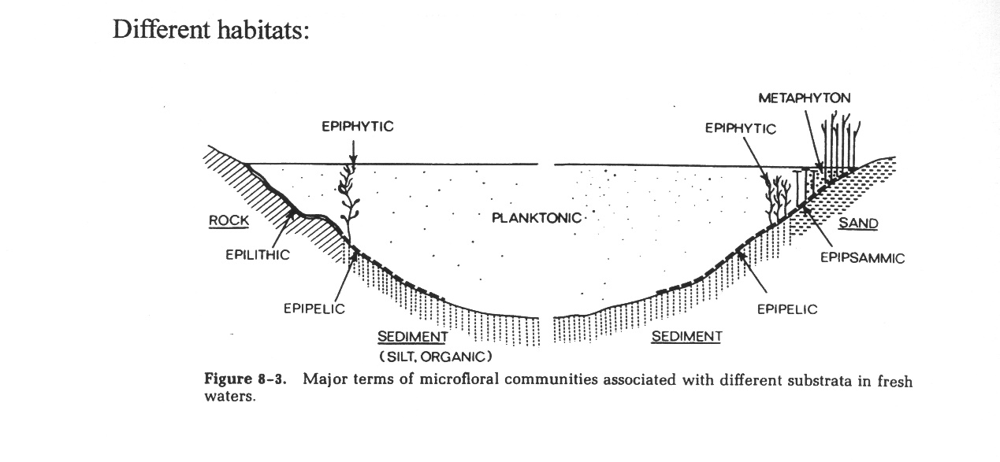 Different habitats:
METAPHYTON
EPIPHYTIC
EPIPHYTIC
PLANKTONIC
ROCK
SAND
EPILITHIC
EPIPSAMMIC
EPIPELIC
EPIPELIC
SEDIMENT
SEDIMENT
(SILT, ORGANIC)
Figure 8–3. Major terms of microfloral communities associated with different substrata in fresh
waters.